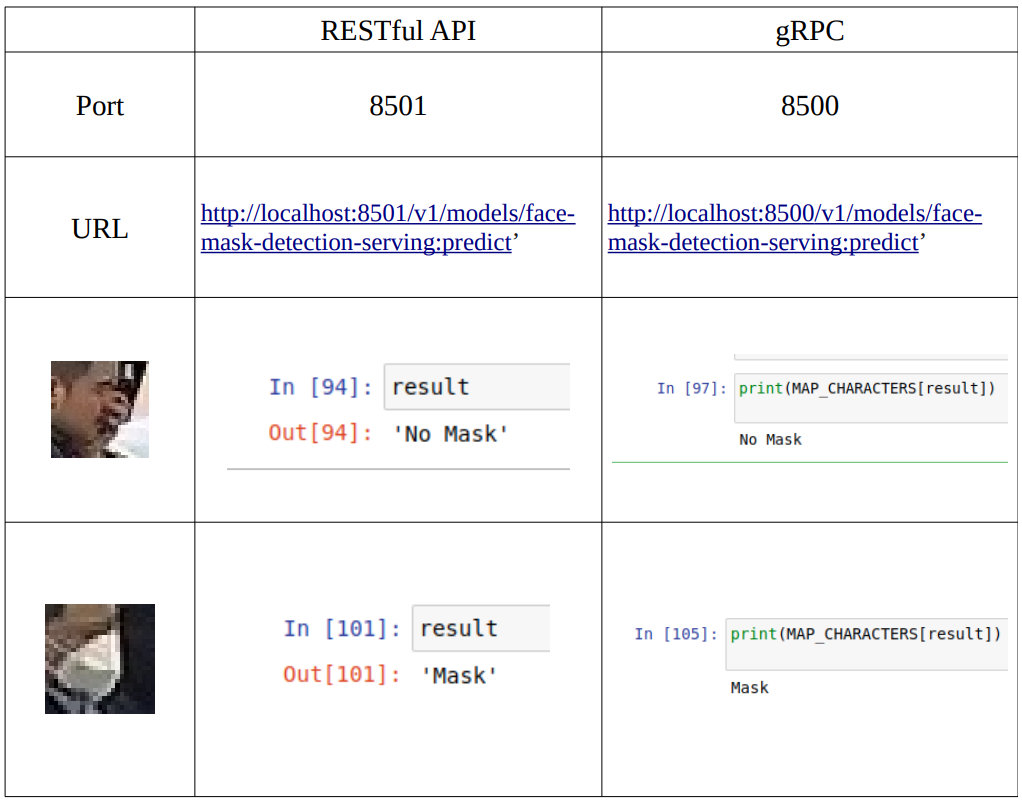 RESTful API
gRPC
Port
8501
8500
URL
http://localhost:8501/v1/models/face-
mask-detection-serving:predict’
http://localhost:8500/v1/models/face-
mask-detection-serving:predict’
In [94]: result
Out[94]: 'No Mask'
In [97]: print(MAP_CHARACTERS[result])
No Mask
In [101]: result
Out[101]: 'Mask'
In [105]: print(MAP_CHARACTERS[result])
Mask